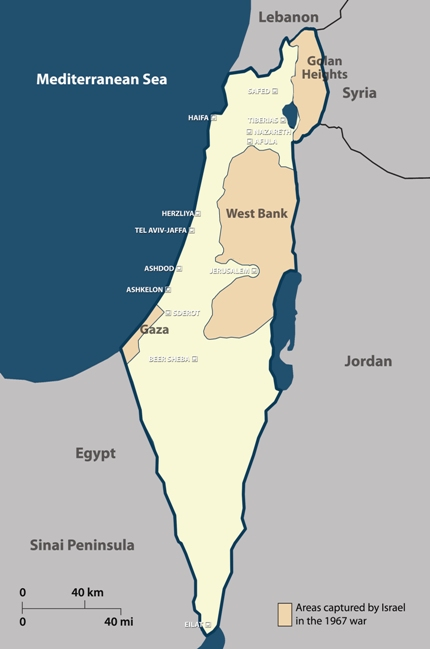 Lebanon
Golan
Heights
Mediterranean Sea
Syria
SAFED
HAIFA
TIBERIAS
NAZARETH
AFULA
HERZLIYA
West Bank
TEL AVIV-JAFFA
ASHDOD
JERUSALEM
ASHKELON
SDEROT
Gaza
BEER SHEBA
Jordan
Egypt
Sinai Peninsula
0 40 km
0 40 mi
Areas captured by Israel
in the 1967 war
EILAT